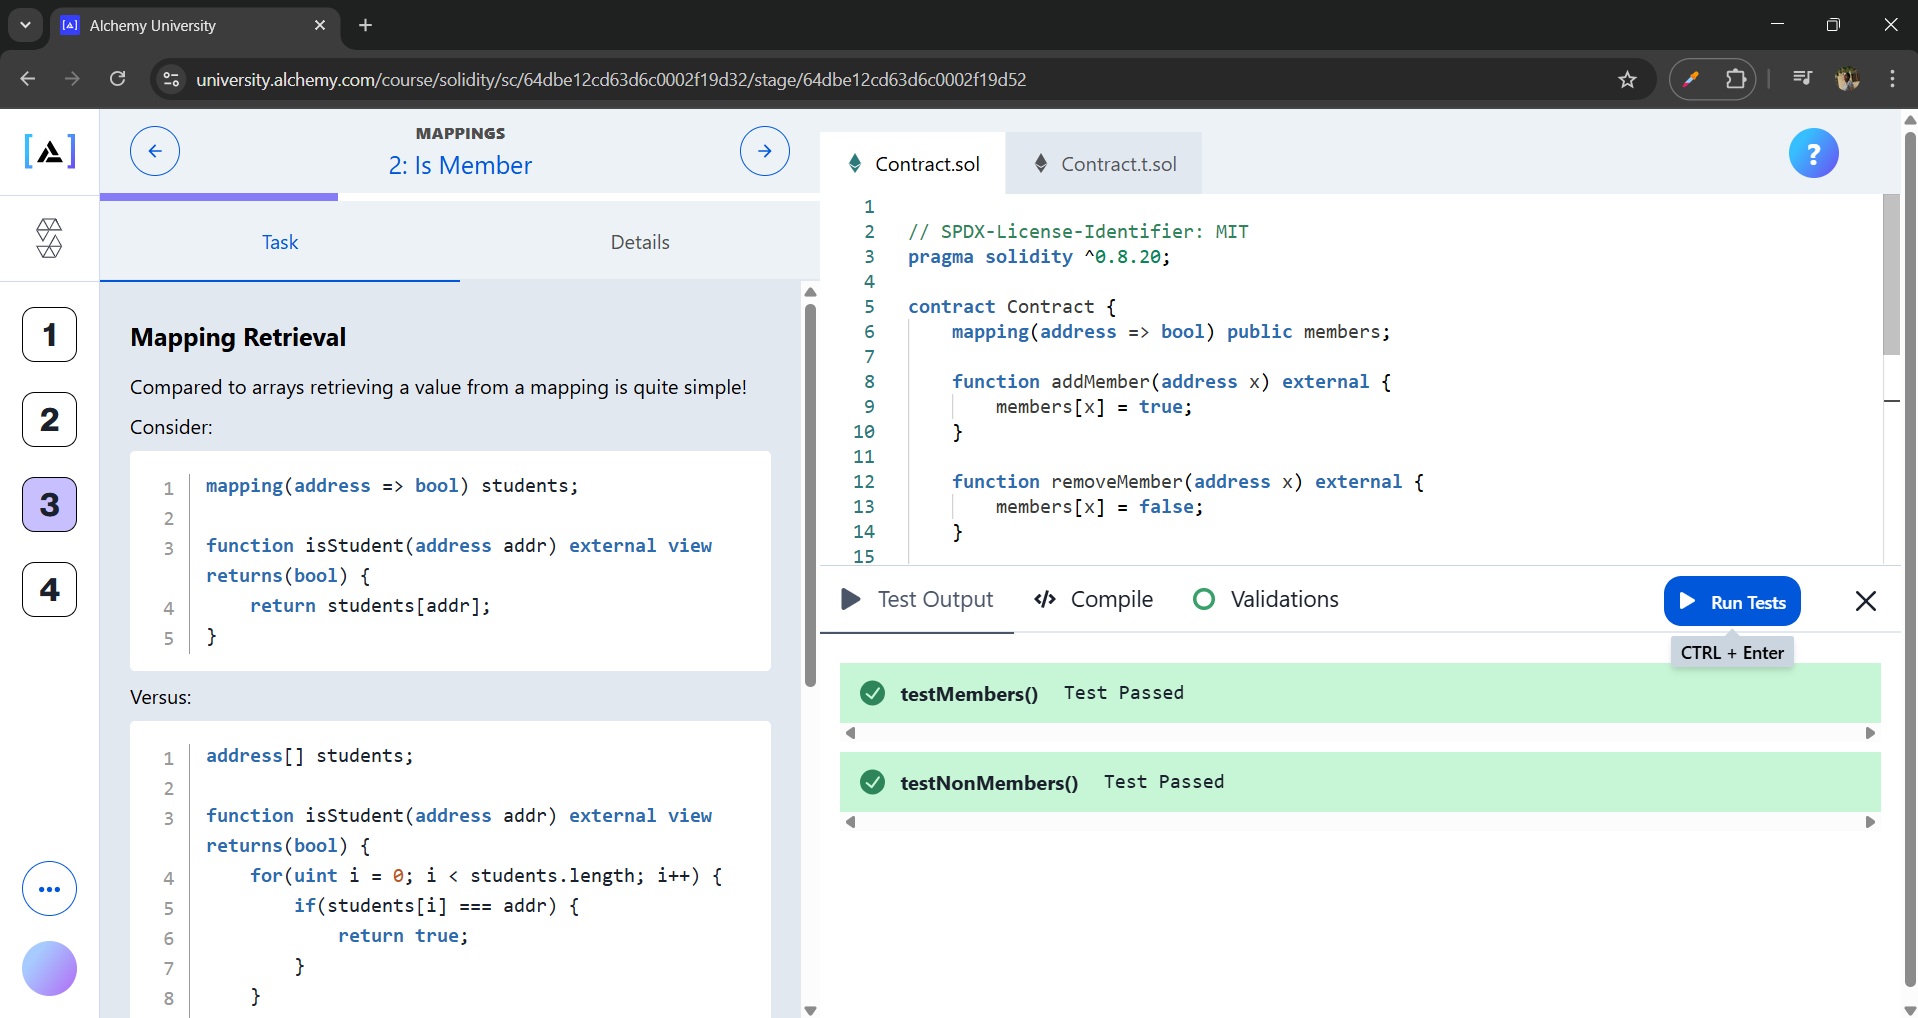 Alchemy University
university.alchemy.com/course/solidity/sc/64dbe12cd63d6c0002f19d32/stage/64dbe12cd63d6c0002f19d52
MAPPINGS
2: Is Member
Task
Details
1
2
3
4
Mapping Retrieval
Compared to arrays retrieving a value from a mapping is quite simple!
Consider:
1 mapping(address => bool) students;
2
3 function isStudent(address addr) external view
returns(bool) {
4 return students[addr];
5 }
Versus:
1 address[] students;
2
3 function isStudent(address addr) external view
returns(bool) {
4 for(uint i = 0; i < students.length; i++) {
5 if(students[i] === addr) {
6 return true;
7 }
8 }
Contract.sol
Contract.t.sol
?
1
2 // SPDX-License-Identifier: MIT
3 pragma solidity ^0.8.20;
4
5 contract Contract {
6 mapping(address => bool) public members;
7
8 function addMember(address x) external {
9 members[x] = true;
10 }
11
12 function removeMember(address x) external {
13 members[x] = false;
14 }
15
Test Output
Compile
Validations
Run Tests
CTRL + Enter
testMembers() Test Passed
testNonMembers() Test Passed